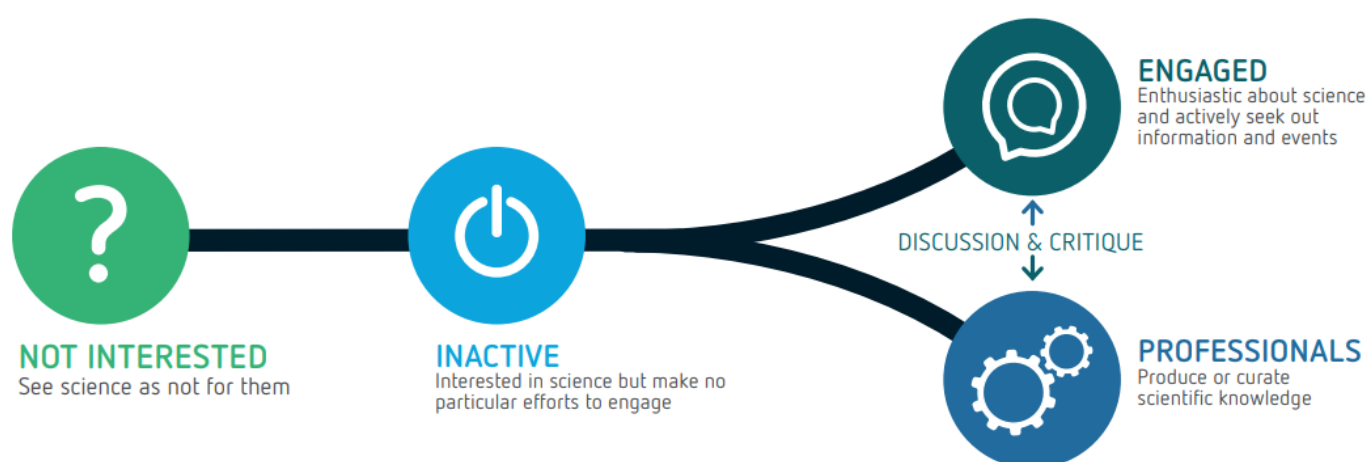 ENGAGED
Enthusiastic about science
and actively seek out
information and events
DISCUSSION & CRITIQUE
NOT INTERESTED
See science as not for them
INACTIVE
Interested in science but make no
particular efforts to engage
PROFESSIONALS
Produce or curate
scientific knowledge